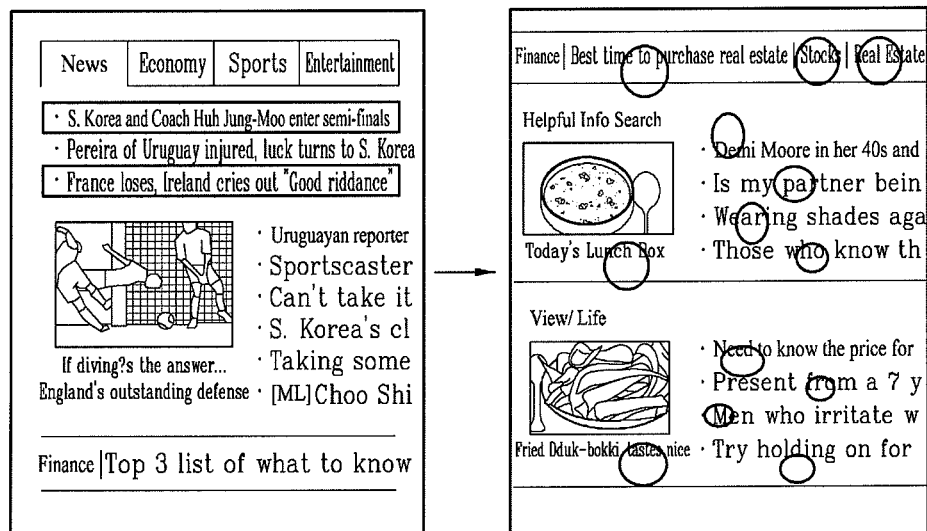 News Economy Sports Entertainment
· S. Korea and Coach Huh Jung-Moo enter semi-finals
· Pereira of Uruguay injured, luck turns to S. Korea
· France loses, Ireland cries out "Good riddance"
· Uruguayan reporter
· Sportscaster
· Can't take it
· S. Korea's cl
· Taking some
· [ML] Choo Shi
If diving?s the answer...
England's outstanding defense
Finance | Top 3 list of what to know
Finance | Best time to purchase real estate | Stocks | Real Estate
Helpful Info Search
Today's Lunch Box
· Demi Moore in her 40s and
· Is my partner bein
· Wearing shades aga
· Those who know th
View/ Life
Fried Dduk-bokki, tastes nice
· Need to know the price for
· Present from a 7 y
· Men who irritate w
· Try holding on for